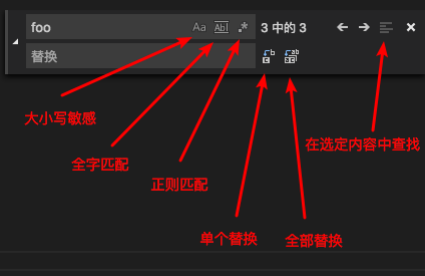 foo Aa Abl .* 3 中的 3
替换
大小写敏感
全字匹配
正则匹配
在选定内容中查找
单个替换
全部替换